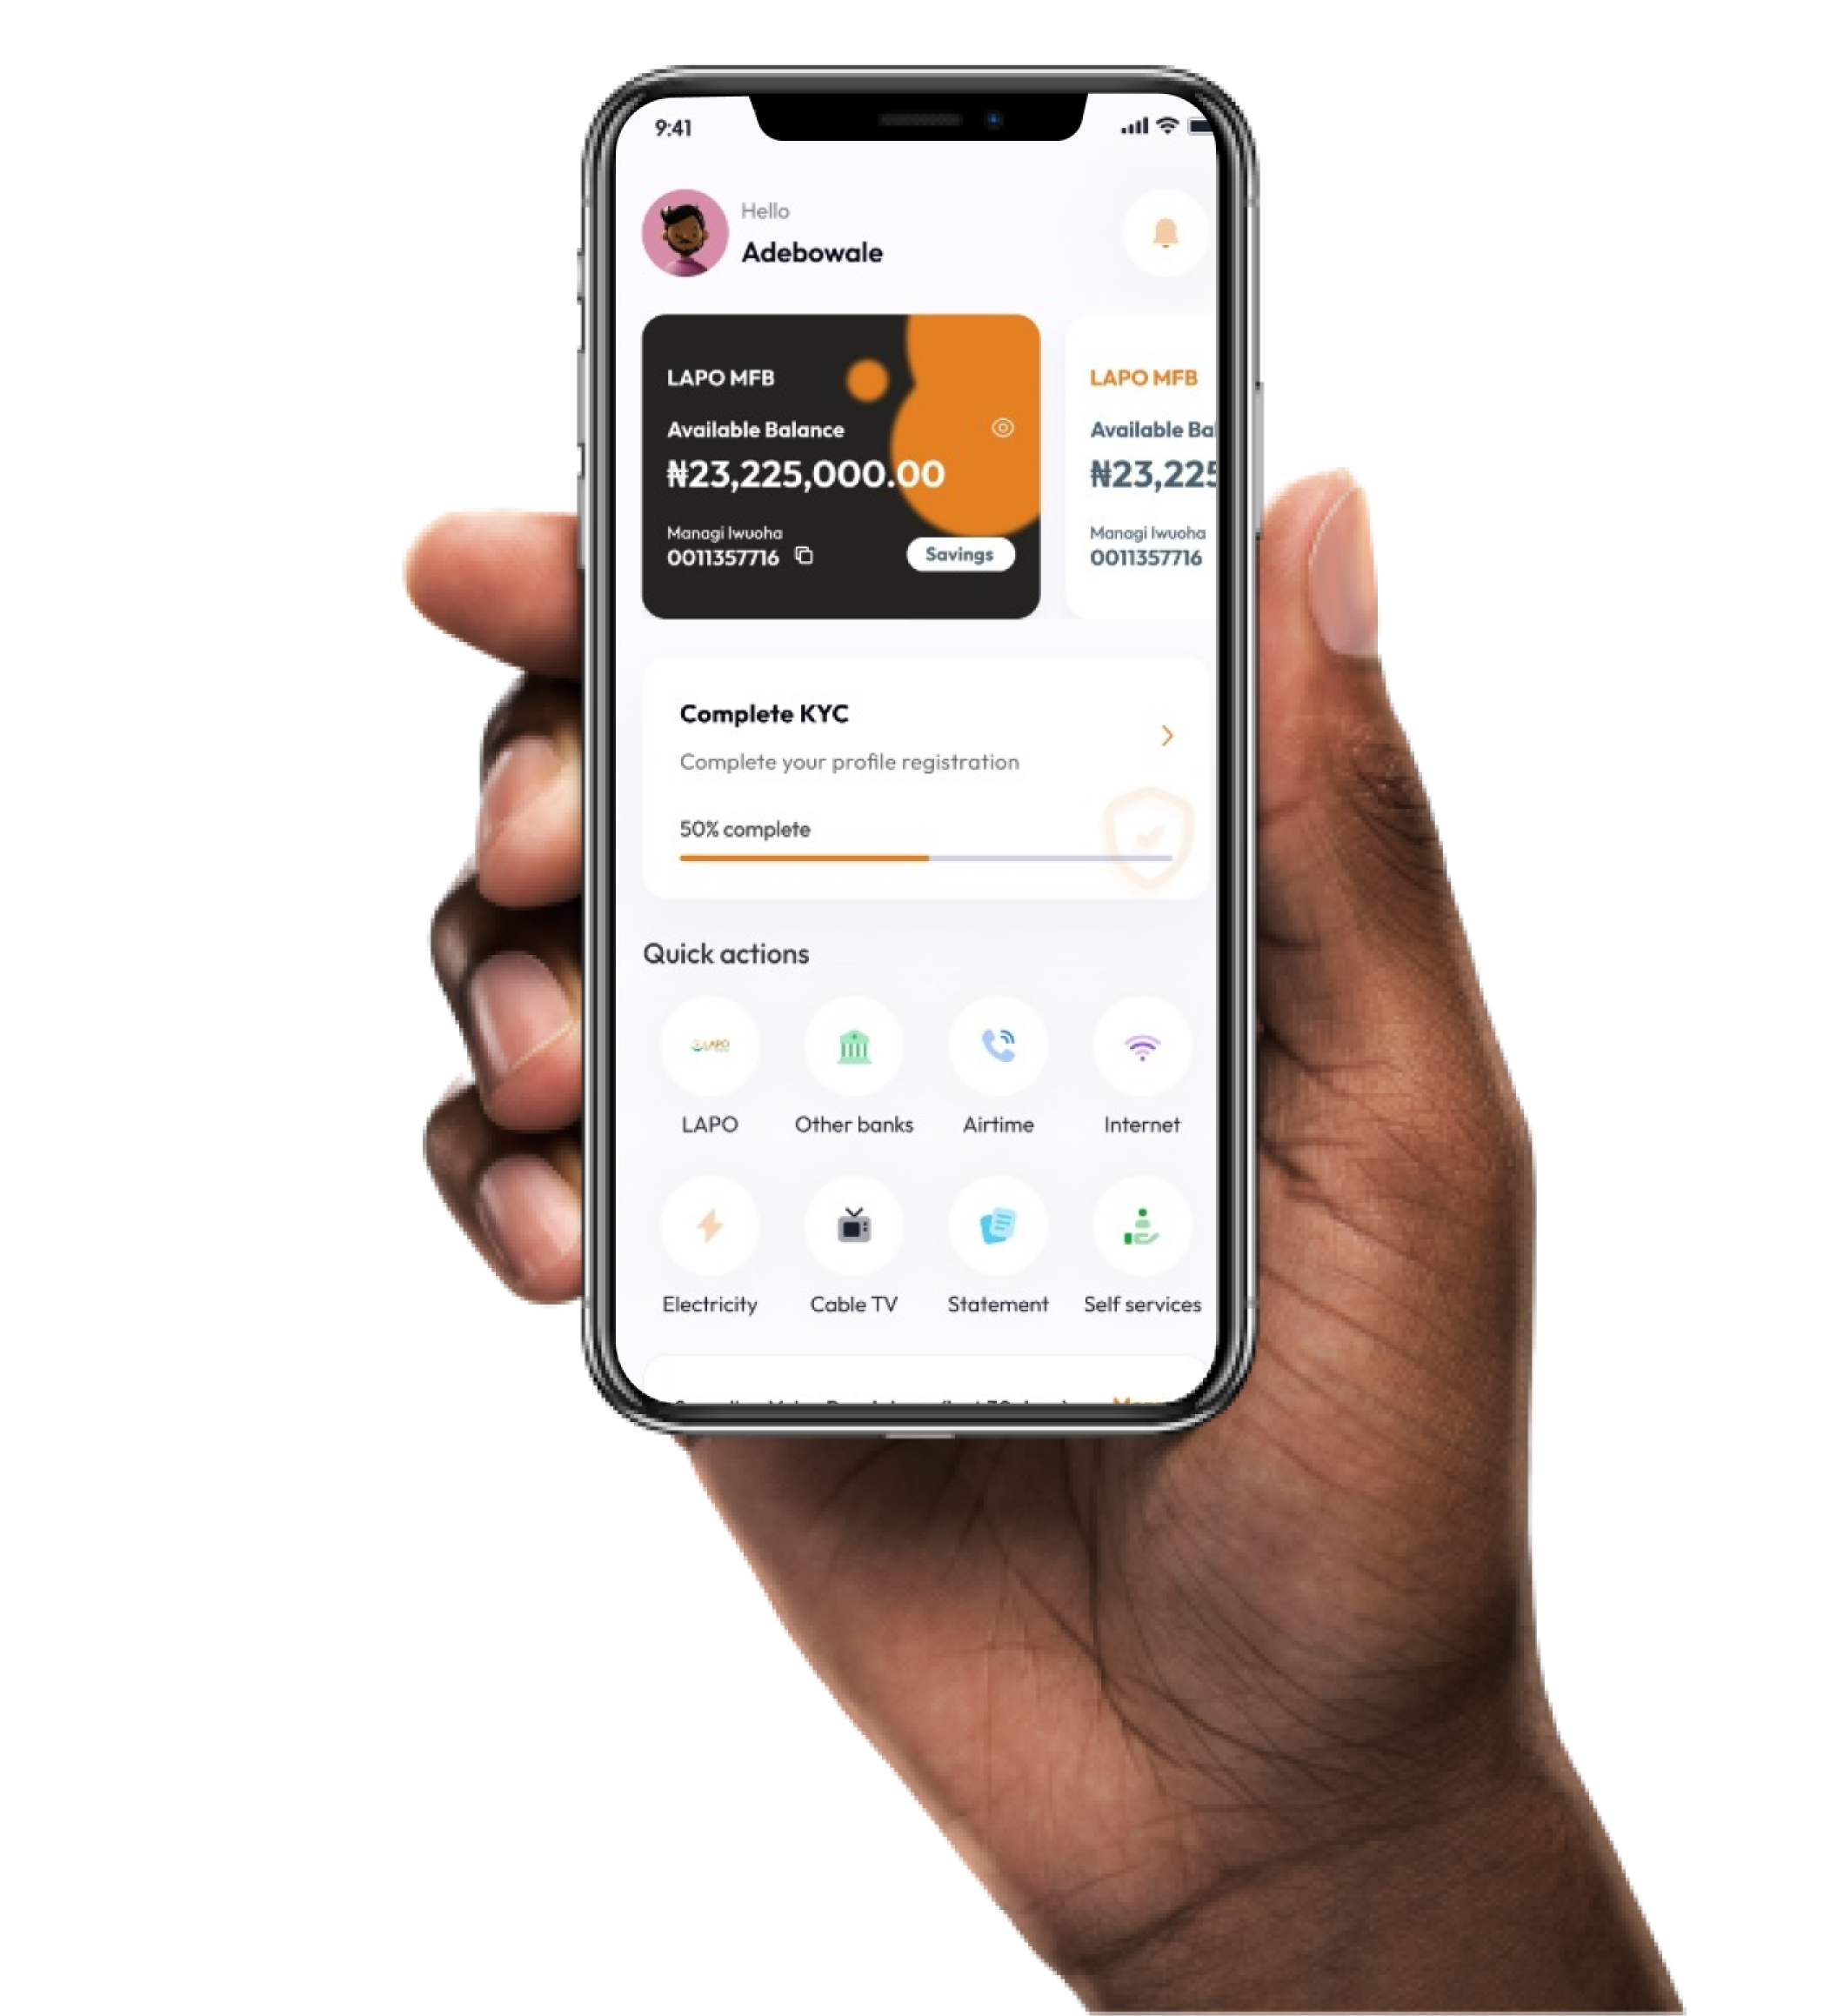 9:41
Hello
Adebowale
LAPO MFB
Available Balance
₦23,225,000.00
Managi Iwuoha
0011357716
Savings
LAPO MFB
Available Bal
₦23,225
Managi Iwuoha
0011357716
Complete KYC
Complete your profile registration
50% complete
Quick actions
LAPO
LAPO
Other banks
Airtime
Internet
Electricity
Cable TV
Statement
Self services